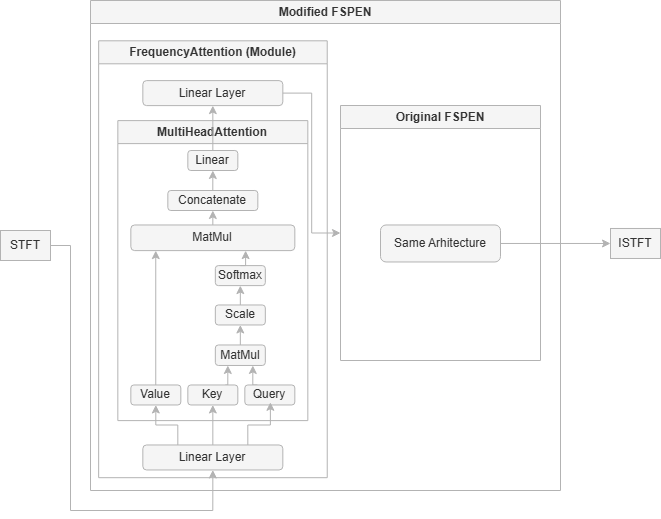 Modified FSPEN
FrequencyAttention (Module)
Linear Layer
MultiHeadAttention
Linear
Concatenate
MatMul
Softmax
Scale
MatMul
Value
Key
Query
Linear Layer
Original FSPEN
Same Arhitecture
STFT
ISTFT